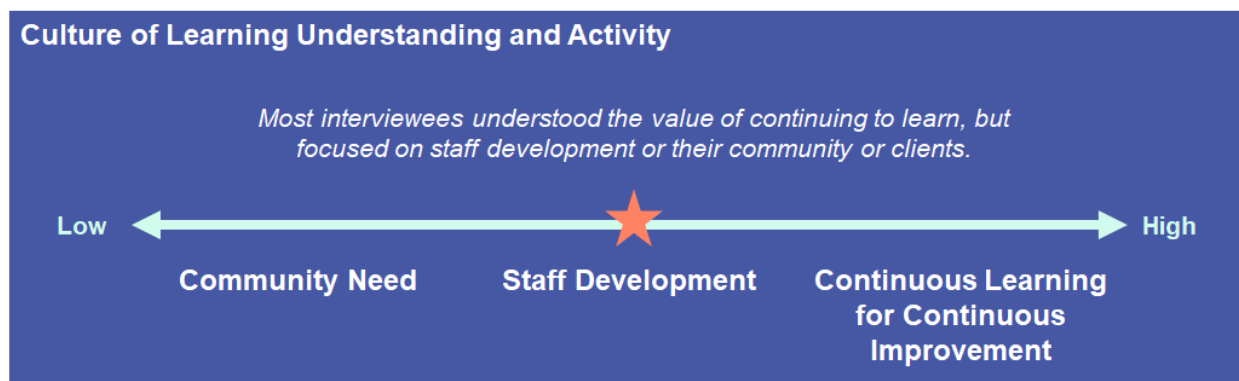 Culture of Learning Understanding and Activity
Most interviewees understood the value of continuing to learn, but
focused on staff development or their community or clients.
Low
High
Community Need
Staff Development
Continuous Learning
for Continuous
Improvement